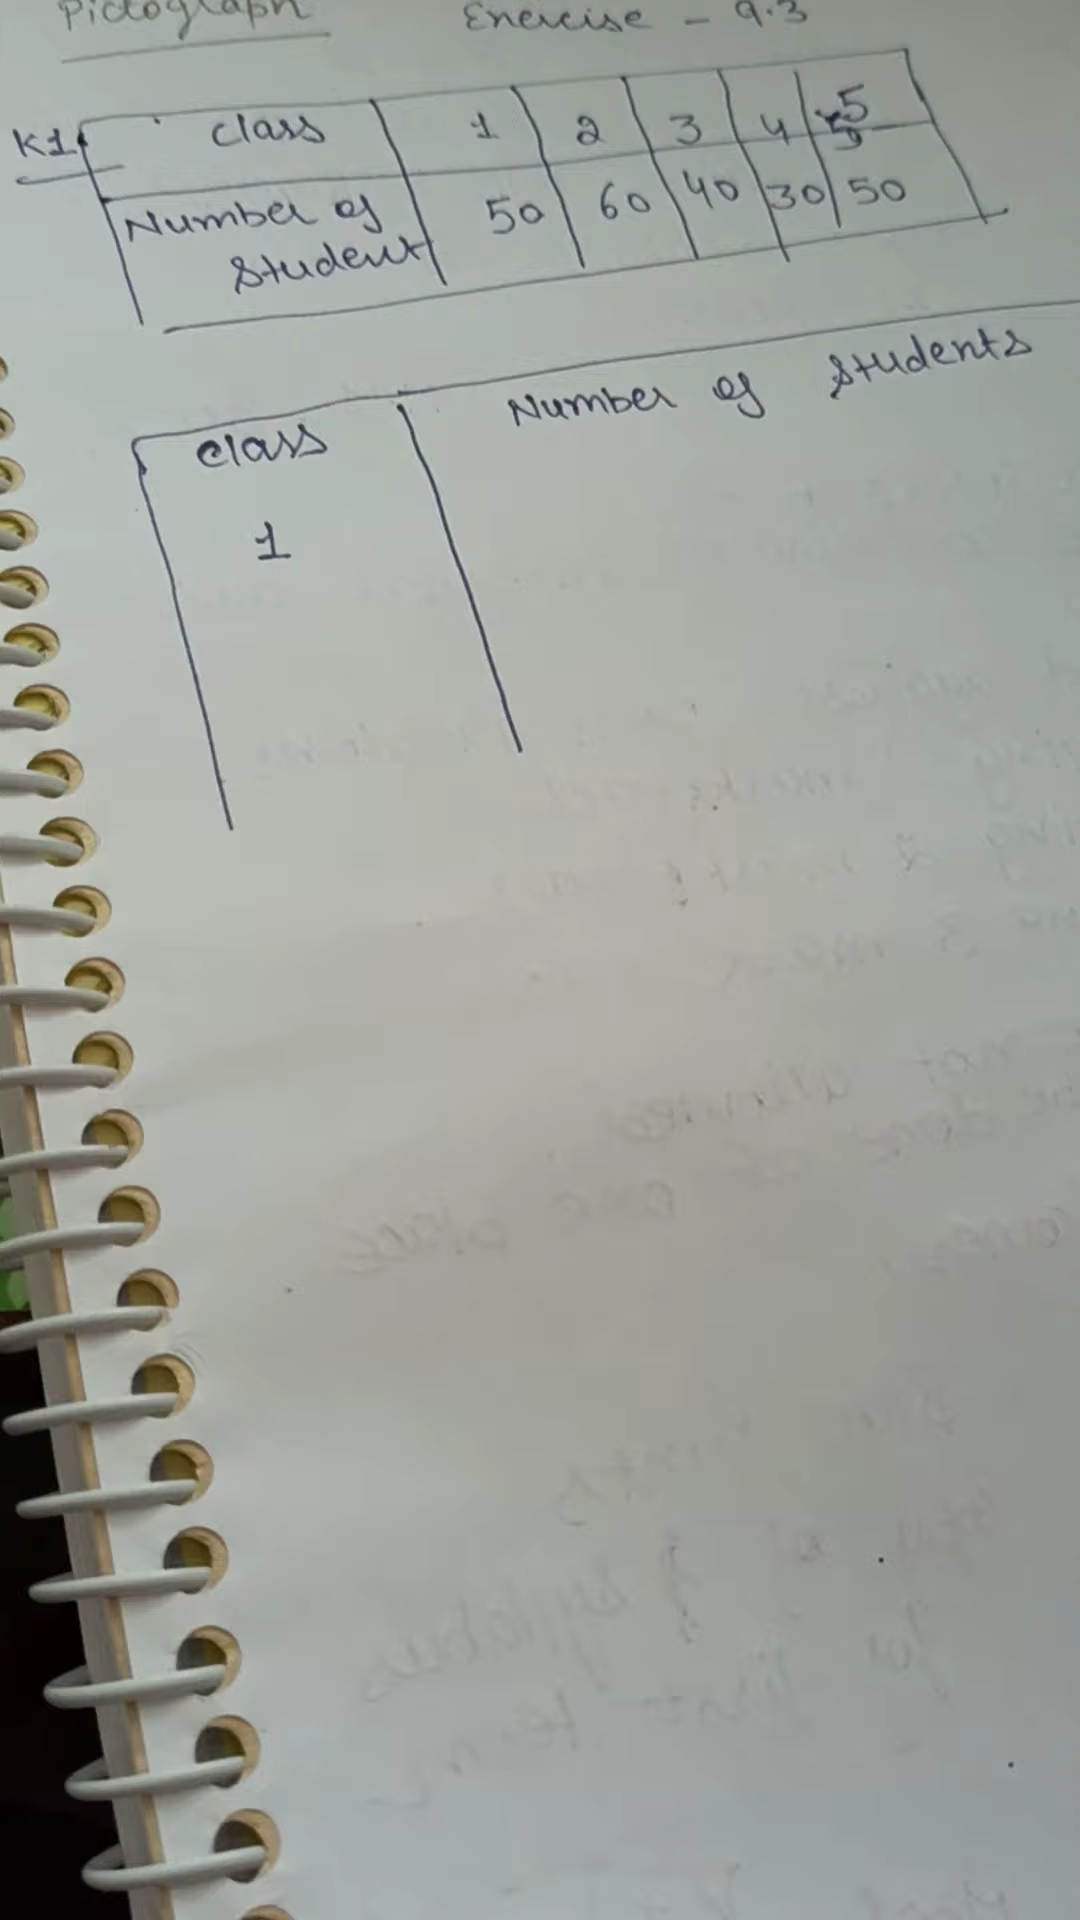 Pictograph Exercise - 9.3
K1 Class 1 2 3 4 5
Number of Student 50 60 40 30 50
Class Number of Students
1